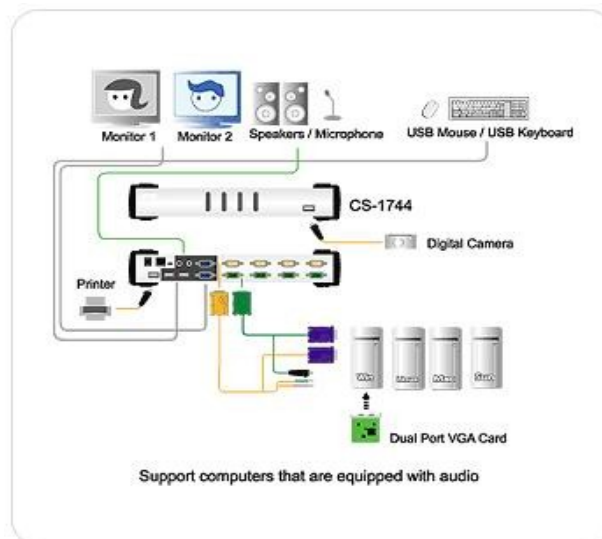 Monitor 1
Monitor 2
Speakers / Microphone
USB Mouse / USB Keyboard
CS-1744
Digital Camera
Printer
Win
Mac
Sun
Dual Port VGA Card
Support computers that are equipped with audio